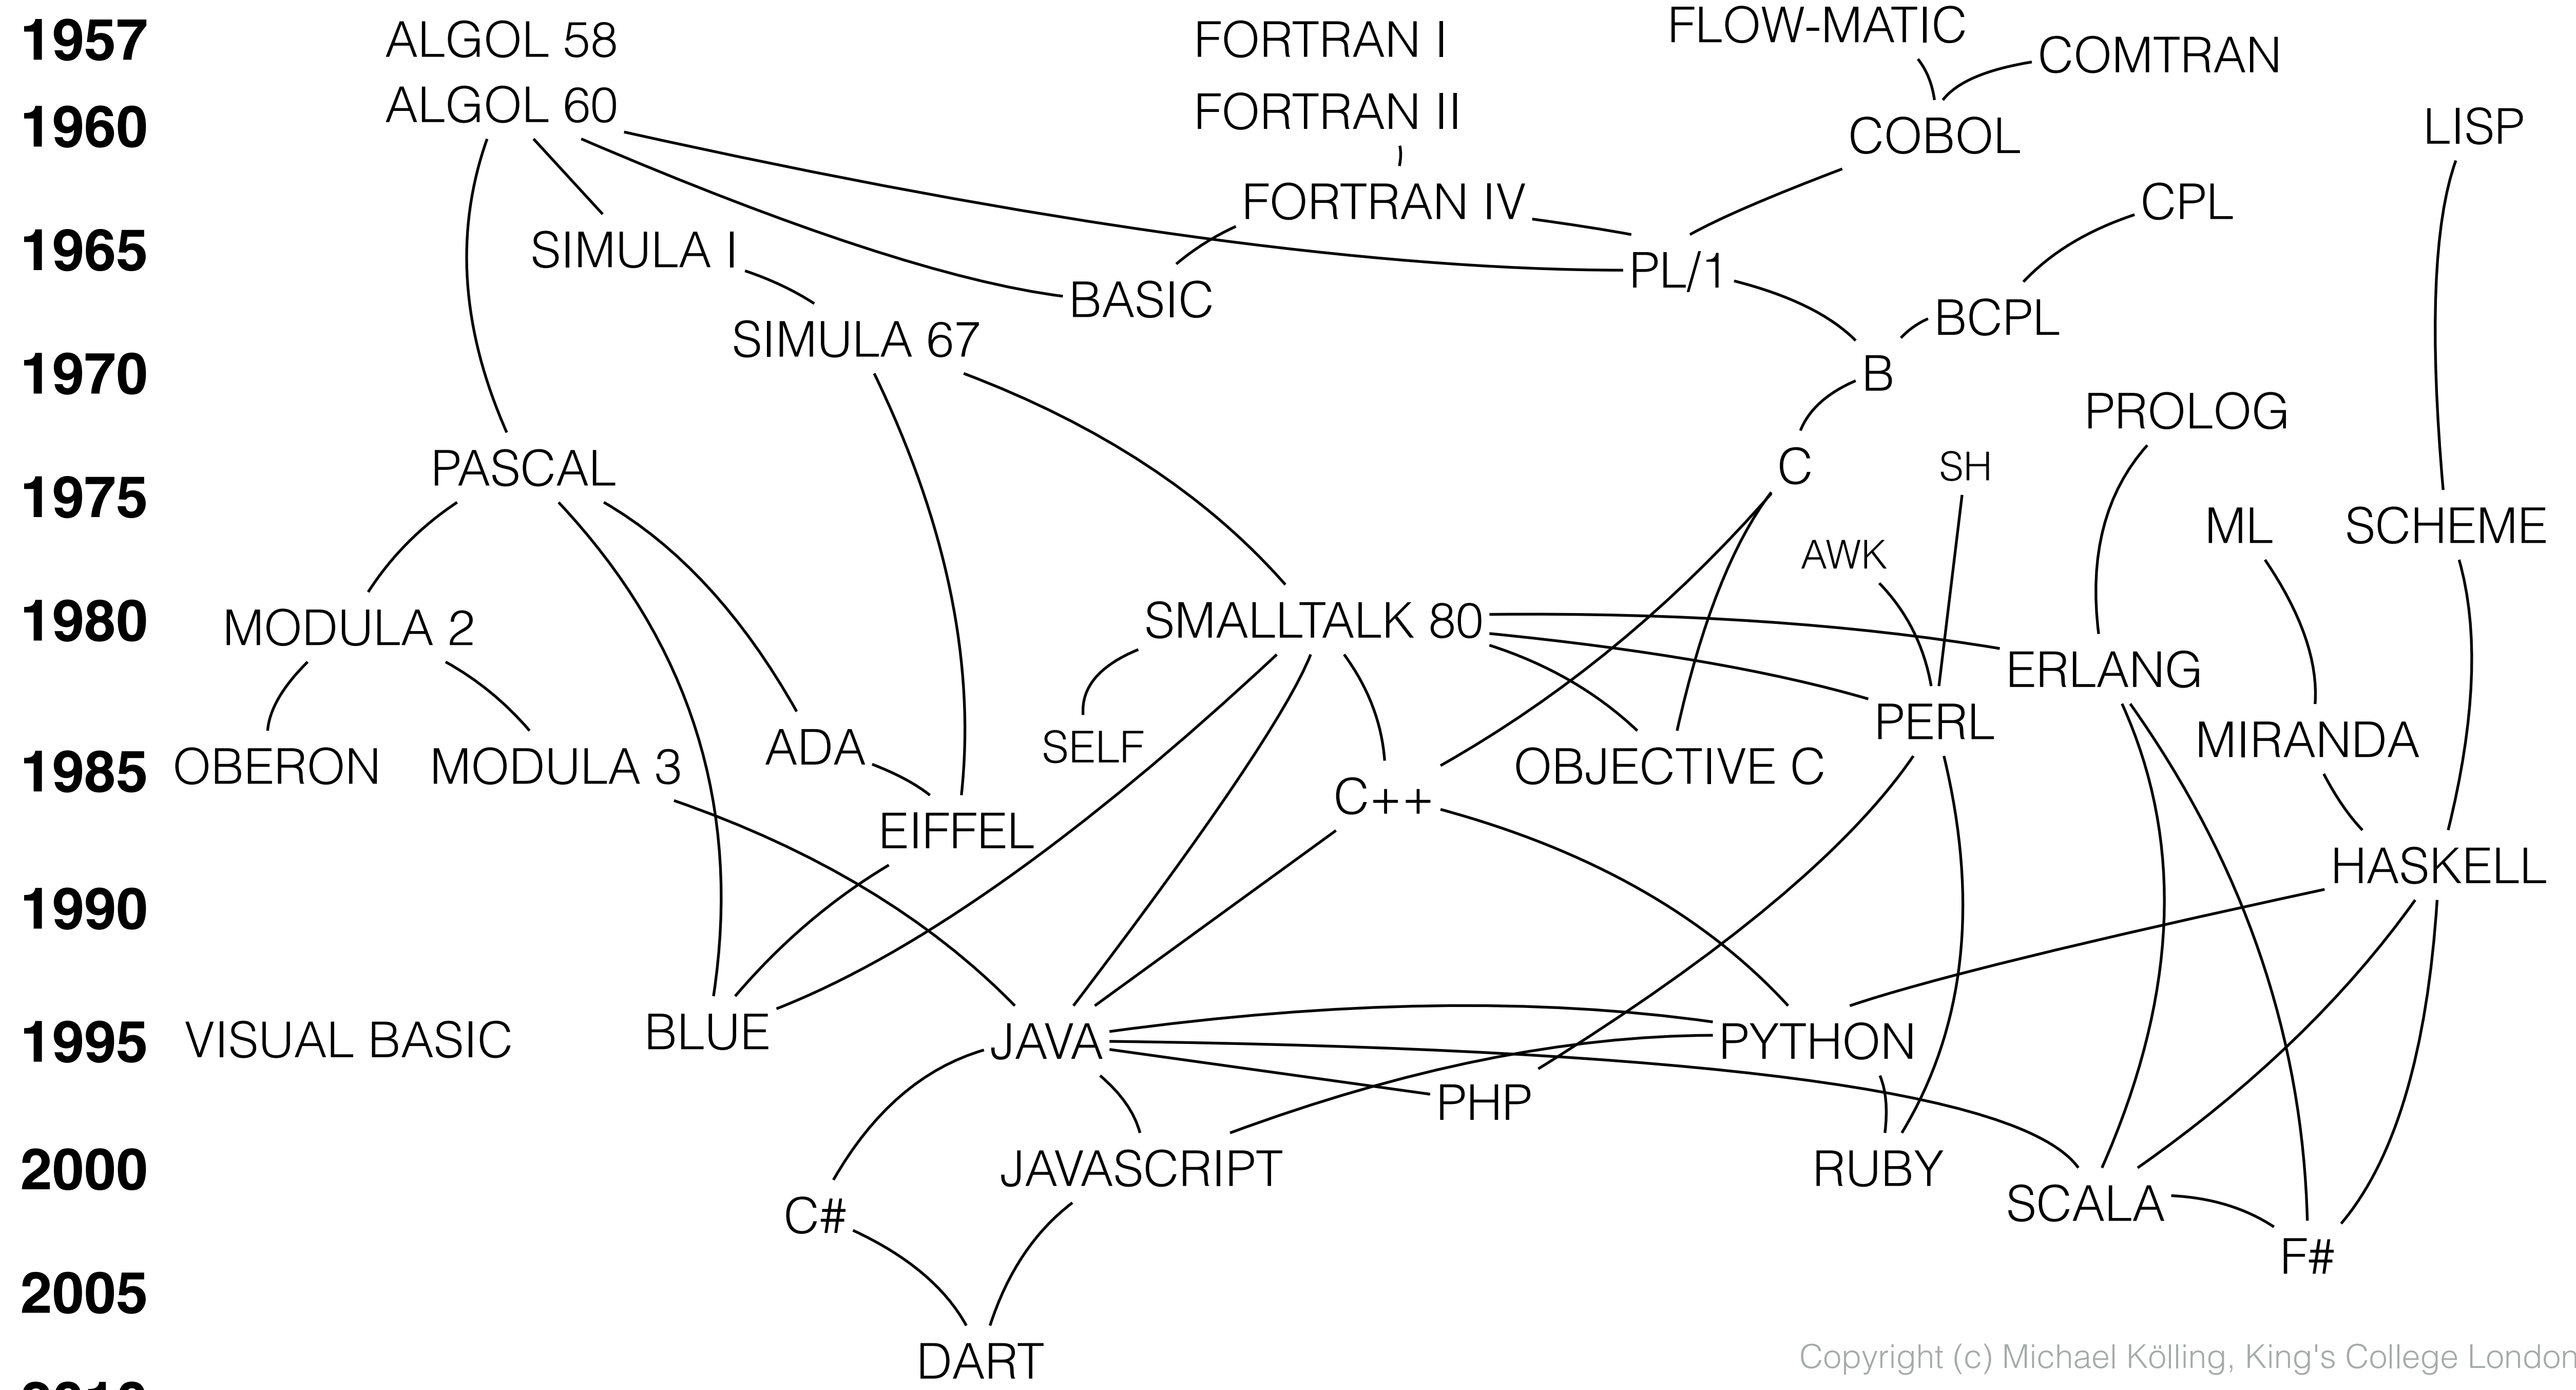 1957
ALGOL 58
FORTRAN I
FLOW-MATIC
COMTRAN
ALGOL 60
FORTRAN II
1960
COBOL
LISP
FORTRAN IV
CPL
1965
SIMULA I
PL/1
BASIC
BCPL
SIMULA 67
1970
B
PROLOG
PASCAL
C
SH
1975
ML
SCHEME
AWK
1980
MODULA 2
SMALLTALK 80
ERLANG
PERL
MIRANDA
ADA
SELF
1985
OBERON
MODULA 3
OBJECTIVE C
C++
EIFFEL
HASKELL
1990
BLUE
1995
VISUAL BASIC
JAVA
PYTHON
PHP
2000
JAVASCRIPT
RUBY
C#
SCALA
F#
2005
DART
Copyright (c) Michael Kölling, King's College London